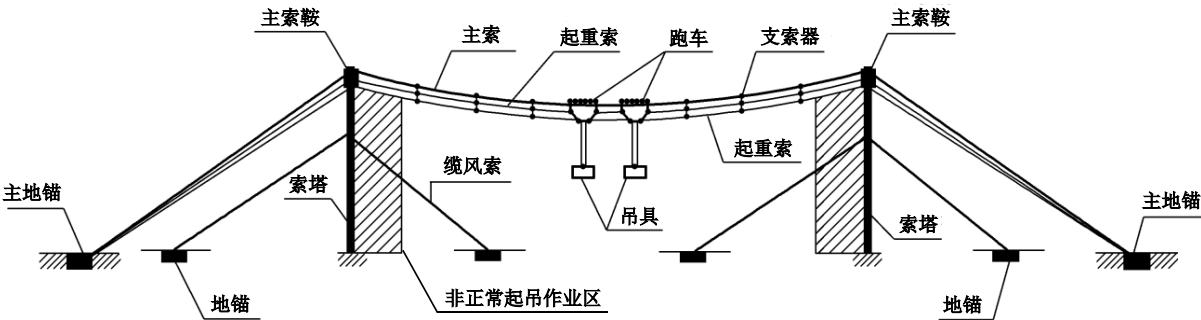 主索鞍
主索
起重索
跑车
支索器
主索鞍
起重索
缆风索
主地锚
索塔
吊具
主地锚
索塔
地锚
非正常起吊作业区
地锚